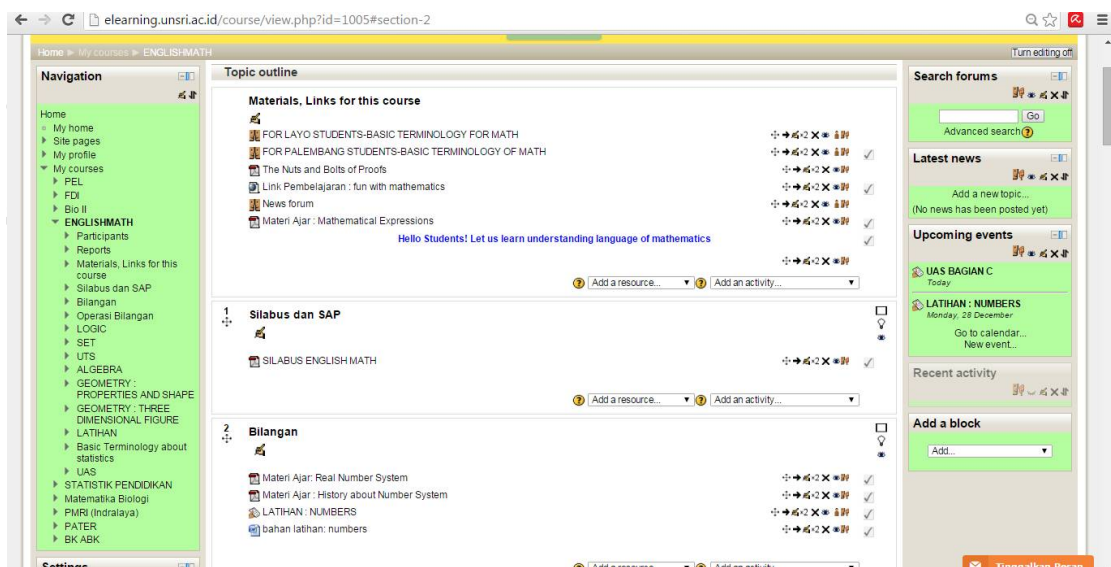 elearning.unsri.ac.id/course/view.php?id=1005#section-2
Home ► My courses ► ENGLISHMATH
Turn editing off
Navigation
Home
My home
Site pages
My profile
My courses
PEL
FDI
Bio II
ENGLISHMATH
Participants
Reports
Materials, Links for this
course
Silabus dan SAP
Bilangan
Operasi Bilangan
LOGIC
SET
UTS
ALGEBRA
GEOMETRY :
PROPERTIES AND SHAPE
GEOMETRY : THREE
DIMENSIONAL FIGURE
LATIHAN
Basic Terminology about
statistics
UAS
STATISTIK PENDIDIKAN
Matematika Biologi
PMRI (Indralaya)
PATER
BK ABK
Settings
Topic outline
Materials, Links for this course
FOR LAYO STUDENTS-BASIC TERMINOLOGY FOR MATH
FOR PALEMBANG STUDENTS-BASIC TERMINOLOGY OF MATH
The Nuts and Bolts of Proofs
Link Pembelajaran : fun with mathematics
News forum
Materi Ajar : Mathematical Expressions
Hello Students! Let us learn understanding language of mathematics
Add a resource... Add an activity...
1 Silabus dan SAP
SILABUS ENGLISH MATH
Add a resource... Add an activity...
2 Bilangan
Materi Ajar: Real Number System
Materi Ajar : History about Number System
LATIHAN : NUMBERS
bahan latihan: numbers
Add a resource... Add an activity...
Search forums
Go
Advanced search
Latest news
Add a new topic...
(No news has been posted yet)
Upcoming events
UAS BAGIAN C
Today
LATIHAN : NUMBERS
Monday, 28 December
Go to calendar...
New event...
Recent activity
Add a block
Add...
Tinggalkan Pesan